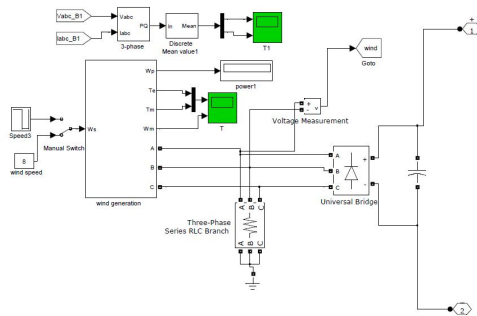 Vabc_B1
Iabc_B1
Vabc
Iabc
PQ
3-phase
In
Mean
Discrete
Mean value1
T1
wind
Goto
+
1
Wp
power1
Te
Tm
T
Wm
+
-
v
Voltage Measurement
Speed3
Manual Switch
8
wind speed
Ws
A
B
C
wind generation
A
B
C
+
-
Universal Bridge
Three-Phase
Series RLC Branch
A
B
C
A
B
C
2